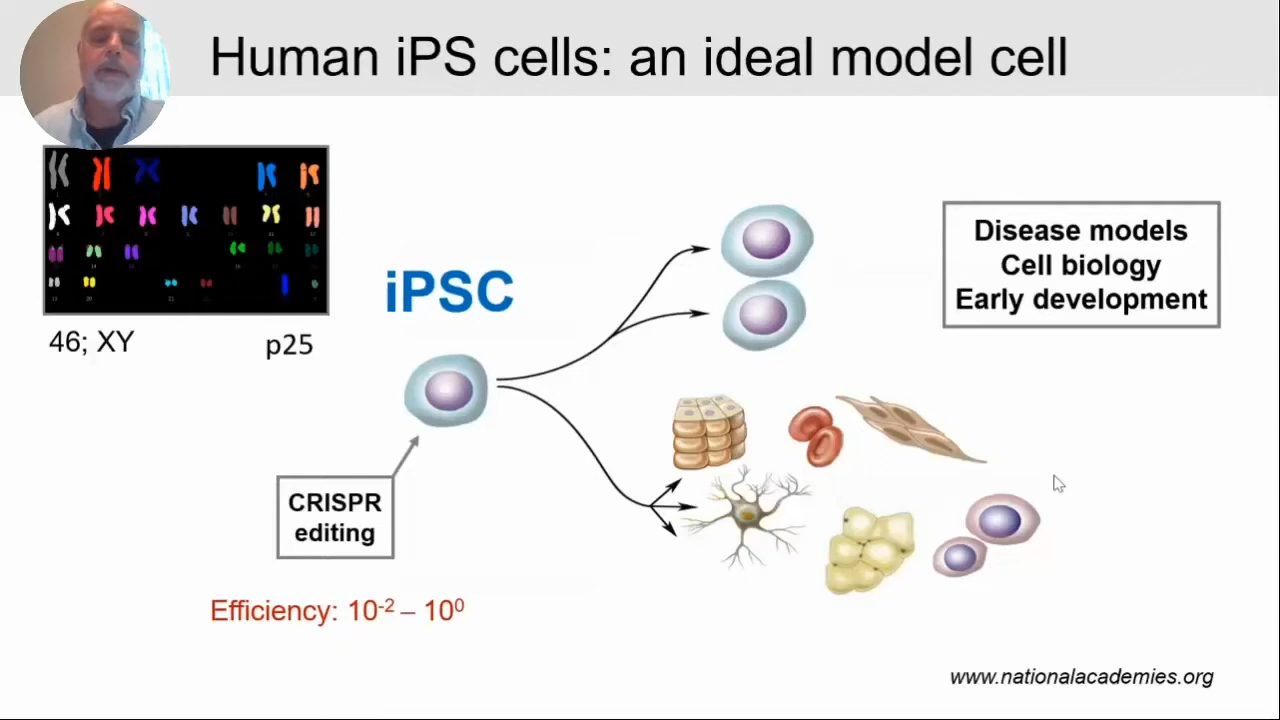 Human iPS cells: an ideal model cell
46; XY
p25
iPSC
CRISPR
editing
Efficiency: 10⁻² – 10⁰
Disease models
Cell biology
Early development
www.nationalacademies.org